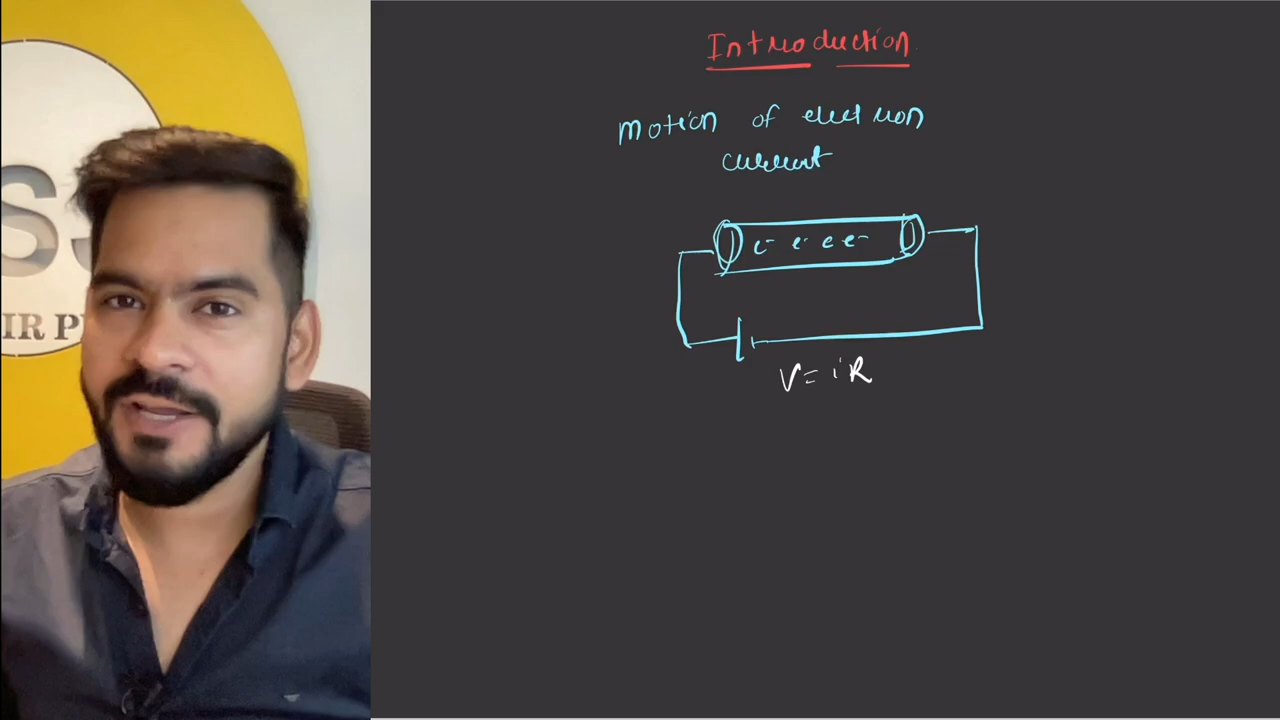 Introduction
motion of electron
current
e- e- e e-
V = iR